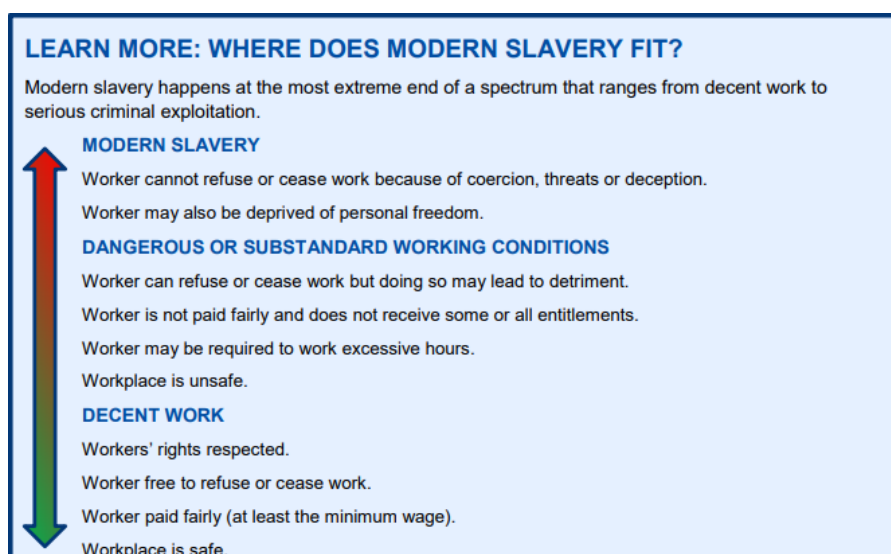 LEARN MORE: WHERE DOES MODERN SLAVERY FIT?
Modern slavery happens at the most extreme end of a spectrum that ranges from decent work to
serious criminal exploitation.
MODERN SLAVERY
Worker cannot refuse or cease work because of coercion, threats or deception.
Worker may also be deprived of personal freedom.
DANGEROUS OR SUBSTANDARD WORKING CONDITIONS
Worker can refuse or cease work but doing so may lead to detriment.
Worker is not paid fairly and does not receive some or all entitlements.
Worker may be required to work excessive hours.
Workplace is unsafe.
DECENT WORK
Workers’ rights respected.
Worker free to refuse or cease work.
Worker paid fairly (at least the minimum wage).
Workplace is safe.